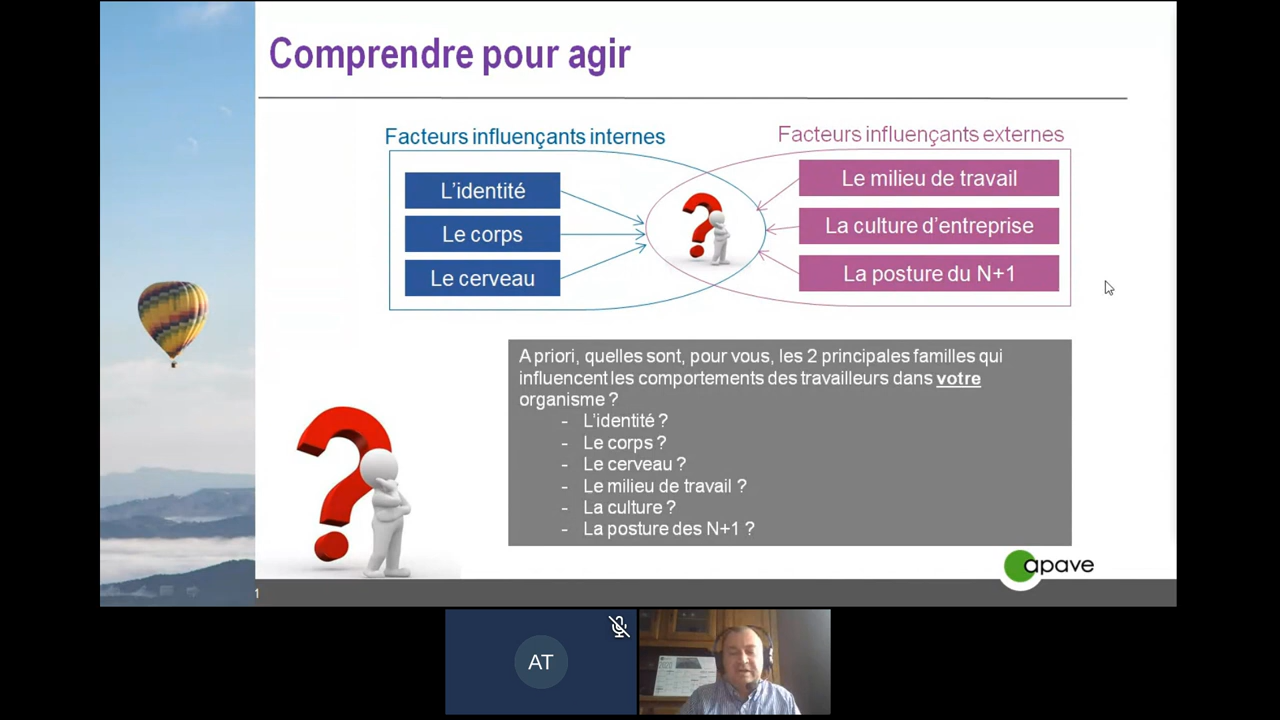 Comprendre pour agir
Facteurs influençants internes
L'identité
Le corps
Le cerveau
Facteurs influençants externes
Le milieu de travail
La culture d'entreprise
La posture du N+1
A priori, quelles sont, pour vous, les 2 principales familles qui
influencent les comportements des travailleurs dans votre
organisme ?
- L'identité ?
- Le corps ?
- Le cerveau ?
- Le milieu de travail ?
- La culture ?
- La posture des N+1 ?
apave
1
AT
2020